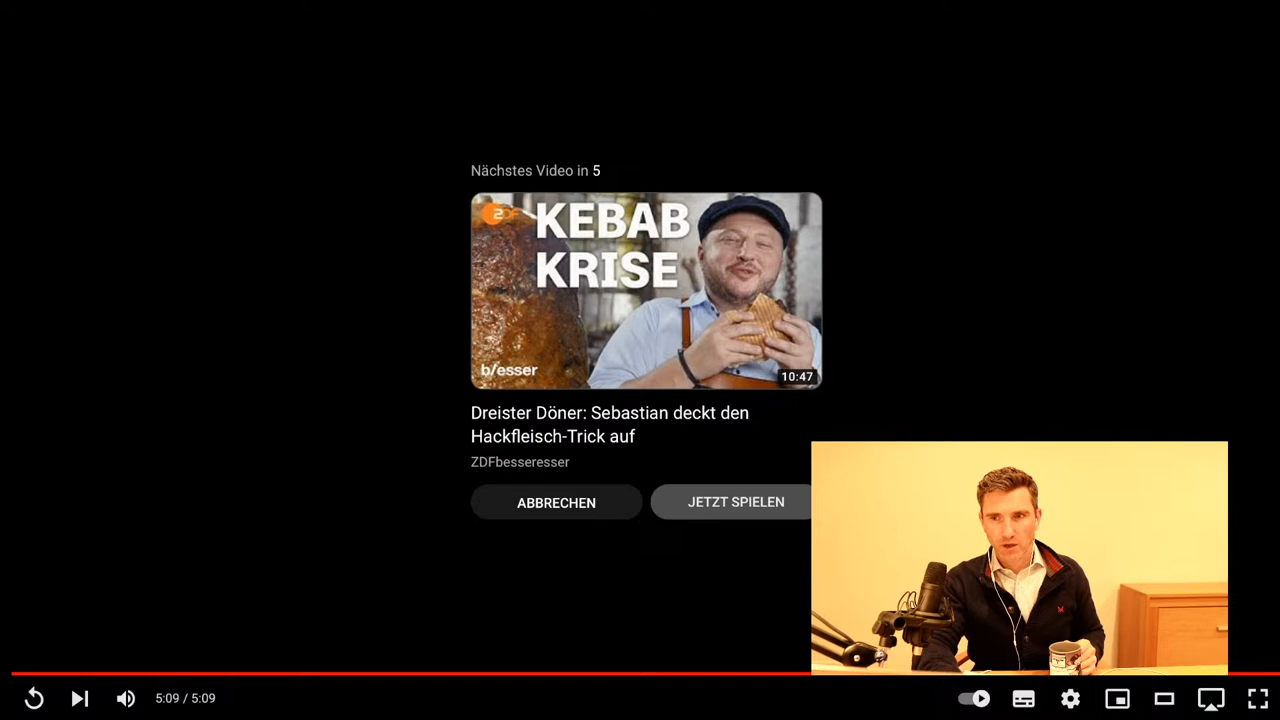 Nächstes Video in 5
ZDF
KEBAB
KRISE
b/esser
10:47
Dreister Döner: Sebastian deckt den
Hackfleisch-Trick auf
ZDFbesseresser
ABBRECHEN
JETZT SPIELEN
5:09 / 5:09